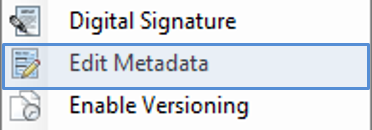 Digital Signature
Edit Metadata
Enable Versioning